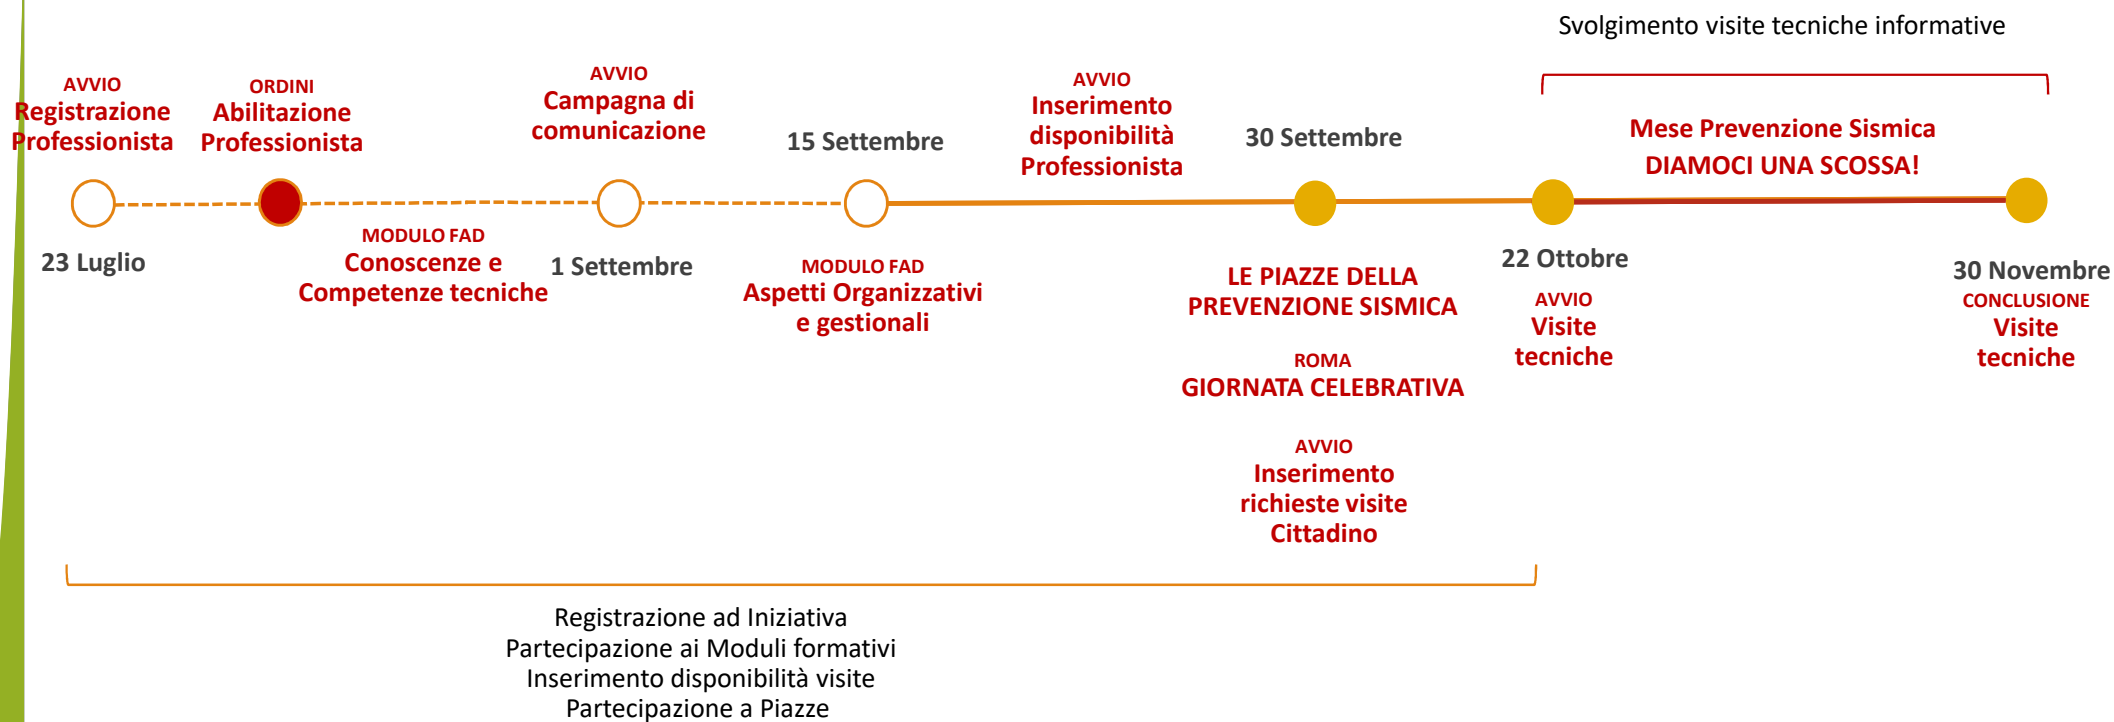 Svolgimento visite tecniche informative
AVVIO
Registrazione
Professionista
ORDINI
Abilitazione
Professionista
AVVIO
Campagna di
comunicazione
15 Settembre
AVVIO
Inserimento
disponibilità
Professionista
30 Settembre
Mese Prevenzione Sismica
DIAMOCI UNA SCOSSA!
23 Luglio
MODULO FAD
Conoscenze e
Competenze tecniche
1 Settembre
MODULO FAD
Aspetti Organizzativi
e gestionali
LE PIAZZE DELLA
PREVENZIONE SISMICA
ROMA
GIORNATA CELEBRATIVA
AVVIO
Inserimento
richieste visite
Cittadino
22 Ottobre
AVVIO
Visite
tecniche
30 Novembre
CONCLUSIONE
Visite
tecniche
Registrazione ad Iniziativa
Partecipazione ai Moduli formativi
Inserimento disponibilità visite
Partecipazione a Piazze